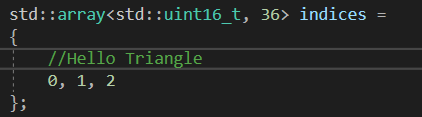 std::array<std::uint16_t, 36> indices =
{
//Hello Triangle
0, 1, 2
};